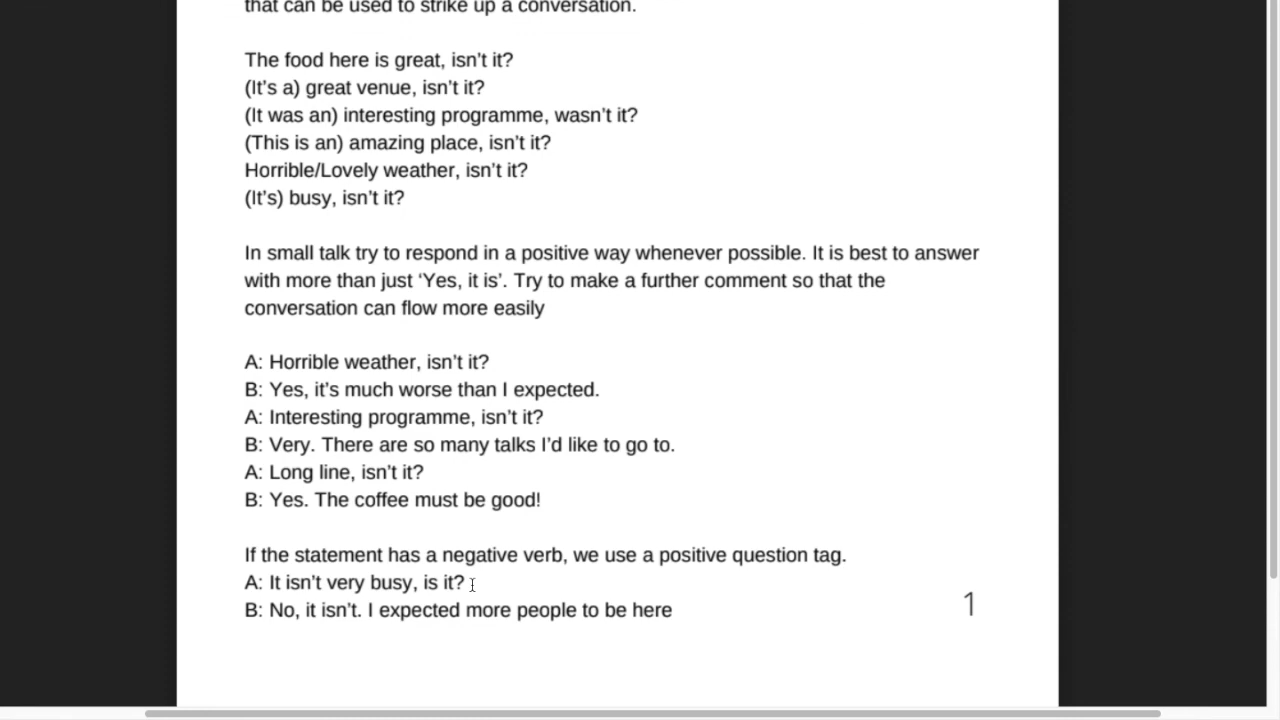 that can be used to strike up a conversation.
The food here is great, isn't it?
(It’s a) great venue, isn’t it?
(It was an) interesting programme, wasn’t it?
(This is an) amazing place, isn’t it?
Horrible/Lovely weather, isn’t it?
(It’s) busy, isn’t it?
In small talk try to respond in a positive way whenever possible. It is best to answer
with more than just ‘Yes, it is’. Try to make a further comment so that the
conversation can flow more easily
A: Horrible weather, isn’t it?
B: Yes, it’s much worse than I expected.
A: Interesting programme, isn’t it?
B: Very. There are so many talks I’d like to go to.
A: Long line, isn’t it?
B: Yes. The coffee must be good!
If the statement has a negative verb, we use a positive question tag.
A: It isn’t very busy, is it?
B: No, it isn’t. I expected more people to be here
1